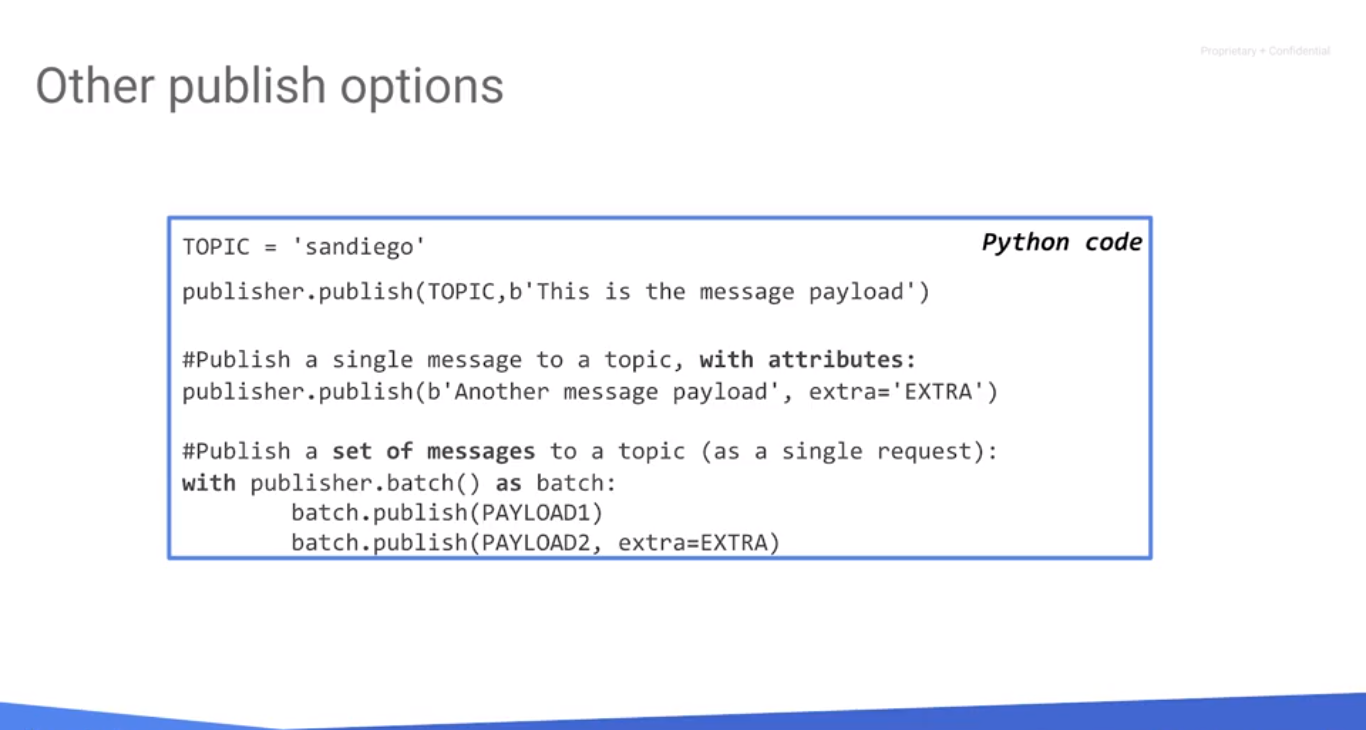 Proprietary + Confidential
Other publish options
Python code
TOPIC = 'sandiego'
publisher.publish(TOPIC,b'This is the message payload')
#Publish a single message to a topic, with attributes:
publisher.publish(b'Another message payload', extra='EXTRA')
#Publish a set of messages to a topic (as a single request):
with publisher.batch() as batch:
        batch.publish(PAYLOAD1)
        batch.publish(PAYLOAD2, extra=EXTRA)